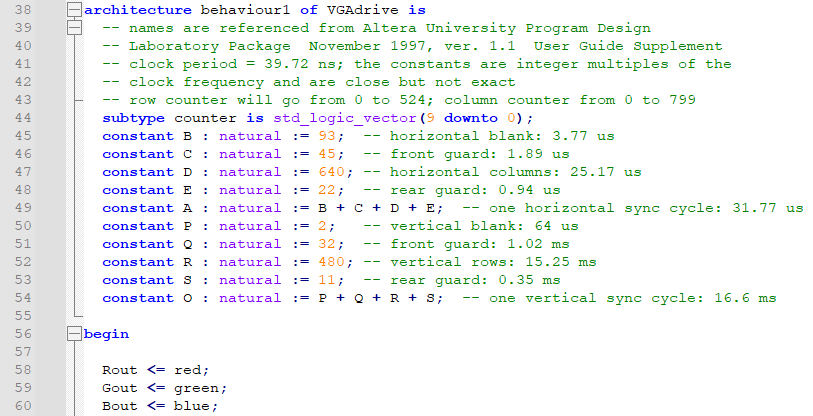 38 architecture behaviour1 of VGAdrive is
39 -- names are referenced from Altera University Program Design
40 -- Laboratory Package  November 1997, ver. 1.1  User Guide Supplement
41 -- clock period = 39.72 ns; the constants are integer multiples of the
42 -- clock frequency and are close but not exact
43 -- row counter will go from 0 to 524; column counter from 0 to 799
44 subtype counter is std_logic_vector(9 downto 0);
45 constant B : natural := 93;  -- horizontal blank: 3.77 us
46 constant C : natural := 45;  -- front guard: 1.89 us
47 constant D : natural := 640; -- horizontal columns: 25.17 us
48 constant E : natural := 22;  -- rear guard: 0.94 us
49 constant A : natural := B + C + D + E;  -- one horizontal sync cycle: 31.77 us
50 constant P : natural := 2;   -- vertical blank: 64 us
51 constant Q : natural := 32;  -- front guard: 1.02 ms
52 constant R : natural := 480; -- vertical rows: 15.25 ms
53 constant S : natural := 11;  -- rear guard: 0.35 ms
54 constant O : natural := P + Q + R + S;  -- one vertical sync cycle: 16.6 ms
55
56 begin
57
58 Rout <= red;
59 Gout <= green;
60 Bout <= blue;